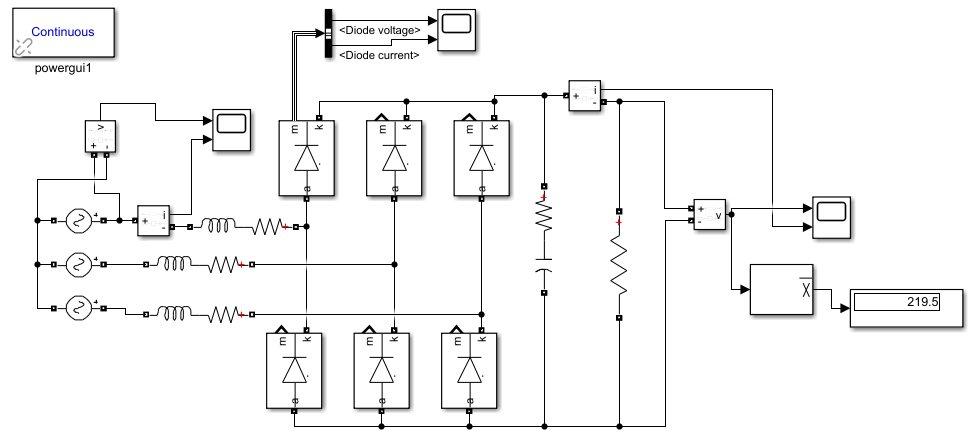 Continuous
powergui1
<Diode voltage>
<Diode current>
m
k
a
m
k
a
m
k
a
v
+
-
i
+
-
i
+
-
+
-
v
X
219.5
m
k
a
m
k
a
m
k
a